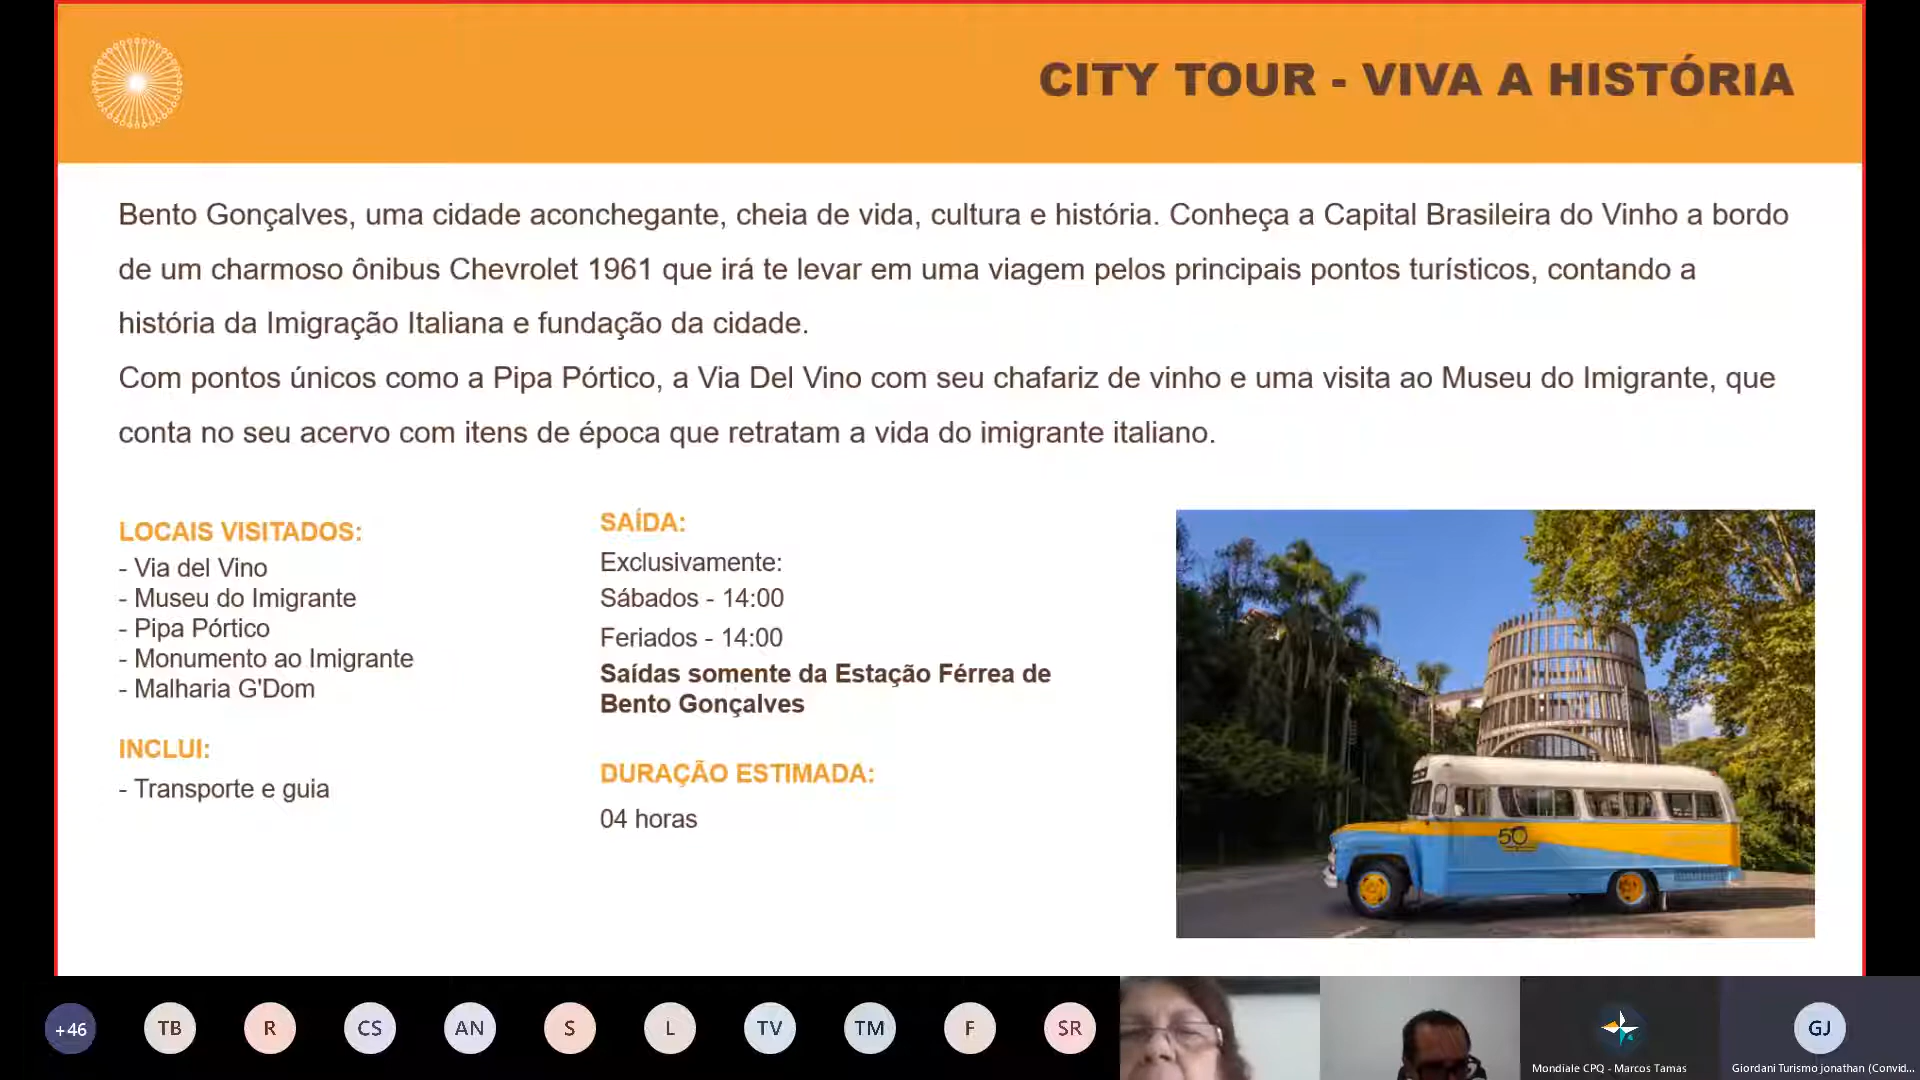 CITY TOUR - VIVA A HISTÓRIA
Bento Gonçalves, uma cidade aconchegante, cheia de vida, cultura e história. Conheça a Capital Brasileira do Vinho a bordo
de um charmoso ônibus Chevrolet 1961 que irá te levar em uma viagem pelos principais pontos turísticos, contando a
história da Imigração Italiana e fundação da cidade.
Com pontos únicos como a Pipa Pórtico, a Via Del Vino com seu chafariz de vinho e uma visita ao Museu do Imigrante, que
conta no seu acervo com itens de época que retratam a vida do imigrante italiano.
LOCAIS VISITADOS:
- Via del Vino
- Museu do Imigrante
- Pipa Pórtico
- Monumento ao Imigrante
- Malharia G'Dom
INCLUI:
- Transporte e guia
SAÍDA:
Exclusivamente:
Sábados - 14:00
Feriados - 14:00
Saídas somente da Estação Férrea de
Bento Gonçalves
DURAÇÃO ESTIMADA:
04 horas
50
+46 TB R CS AN S L TV TM F SR GJ
Mondiale CPQ - Marcos Tamas
Giordani Turismo jonathan (Convid...